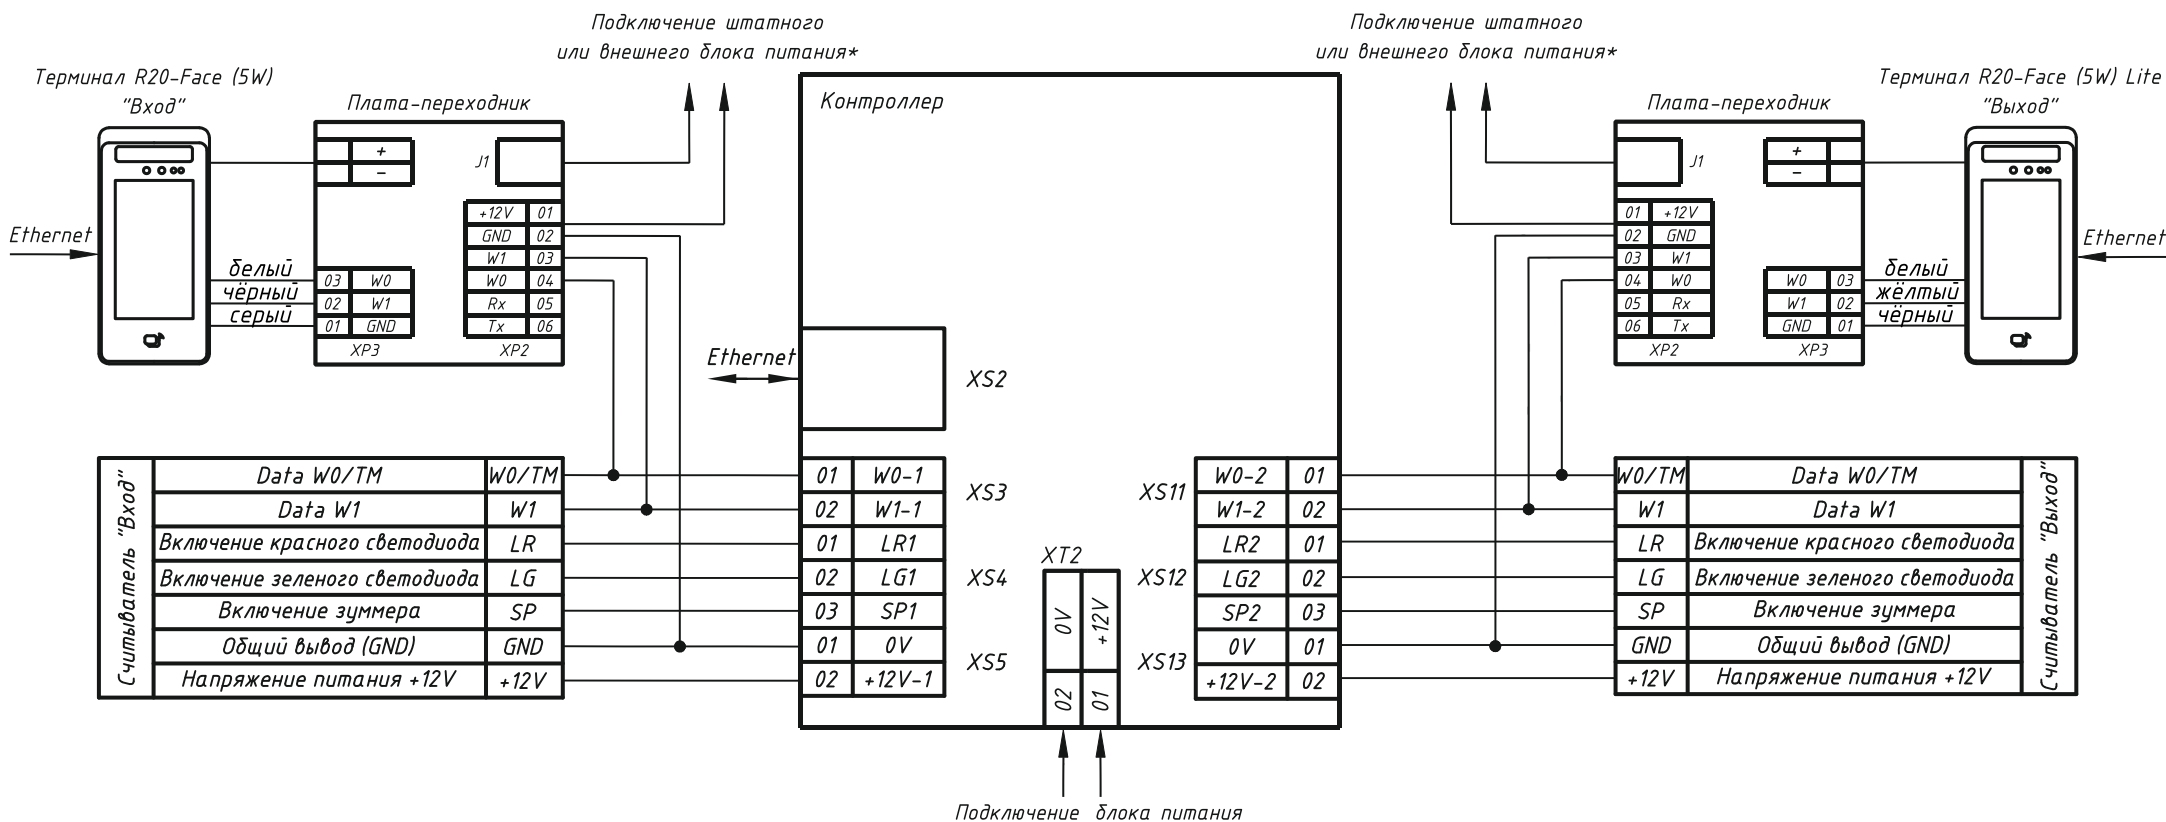 Подключение штатного
или внешнего блока питания*
Подключение штатного
или внешнего блока питания*
Терминал R20-Face (5W)
"Вход"
Плата-переходник
Контроллер
Плата-переходник
Терминал R20-Face (5W) Lite
"Выход"
+
-
J1
+12V 01
GND 02
W1 03
W0 04
Rx 05
Tx 06
XP2
Ethernet
белый
чёрный
серый
03 W0
02 W1
01 GND
XP3
J1
+
-
01 +12V
02 GND
03 W1
04 W0
05 Rx
06 Tx
XP2
W0 03
W1 02
GND 01
XP3
белый
жёлтый
чёрный
Ethernet
Ethernet
XS2
Считыватель "Вход"
Data W0/TM W0/TM
Data W1 W1
Включение красного светодиода LR
Включение зеленого светодиода LG
Включение зуммера SP
Общий вывод (GND) GND
Напряжение питания +12V +12V
01 W0-1
02 W1-1
XS3
01 LR1
02 LG1
03 SP1
XS4
01 0V
02 +12V-1
XS5
XT2
0V +12V
02 01
XS11
W0-2 01
W1-2 02
XS12
LR2 01
LG2 02
SP2 03
XS13
0V 01
+12V-2 02
W0/TM Data W0/TM
W1 Data W1
LR Включение красного светодиода
LG Включение зеленого светодиода
SP Включение зуммера
GND Общий вывод (GND)
+12V Напряжение питания +12V
Считыватель "Выход"
Подключение блока питания